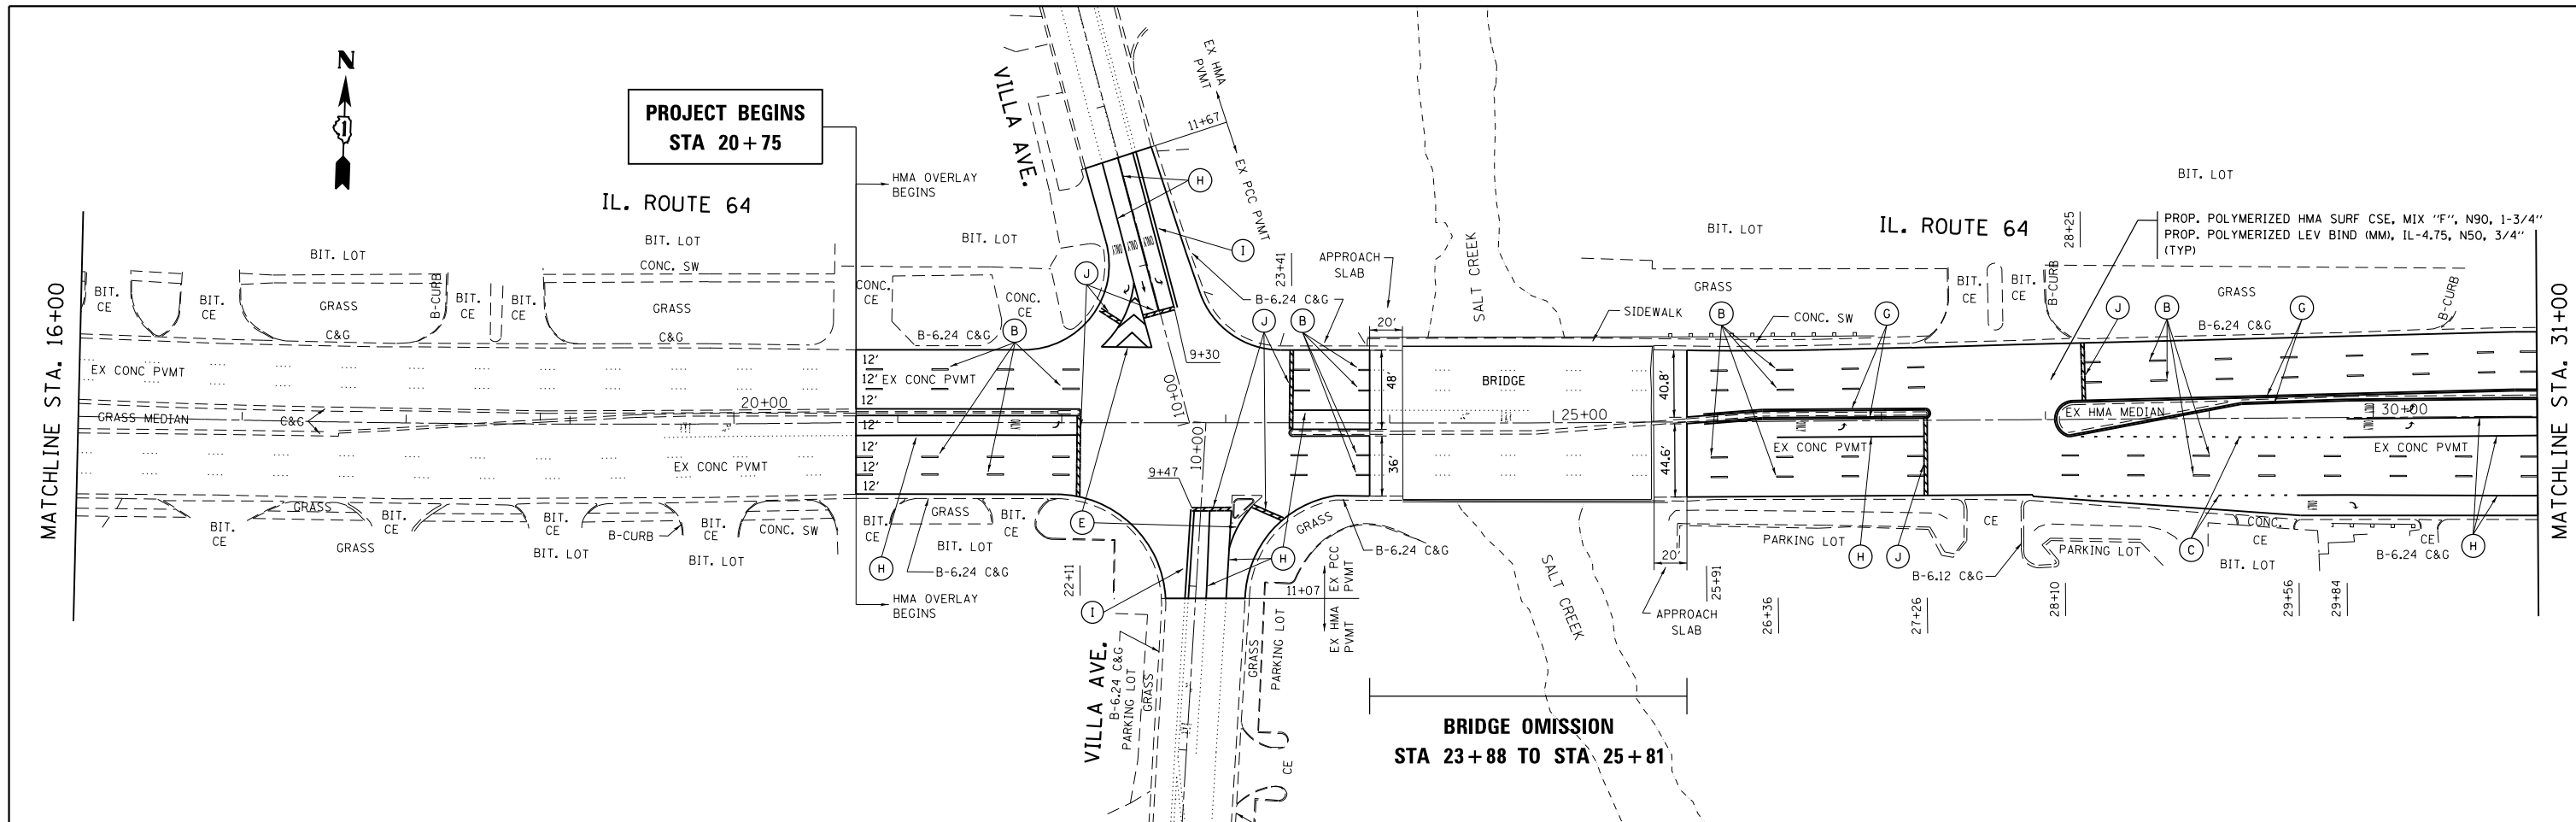 N
1
PROJECT BEGINS
STA 20+75
HMA OVERLAY
BEGINS
IL. ROUTE 64
VILLA AVE.
EX HMA
PVMT
11+67
EX PCC PVMT
H
I
J
BIT. LOT
BIT. LOT
CONC. SW
BIT. LOT
MATCHLINE STA. 16+00
BIT.
CE
BIT.
CE
GRASS
B-CURB
BIT.
CE
BIT.
CE
GRASS
CONC.
CE
CONC.
CE
C&G
C&G
B-6.24 C&G
B
EX CONC PVMT
12'
12'
12'
12'
12'
12'
12'
EX CONC PVMT
GRASS MEDIAN
C&G
20+00
EX CONC PVMT
ONLY
ONLY
ONLY
9+30
10+00
10+00
9+47
E
23+41
B-6.24 C&G
J
B
APPROACH
SLAB
20'
SALT CREEK
SIDEWALK
48'
36'
BRIDGE
25+00
40.8'
44.6'
20'
BIT. LOT
IL. ROUTE 64
28+25
BIT. LOT
PROP. POLYMERIZED HMA SURF CSE, MIX "F", N90, 1-3/4"
PROP. POLYMERIZED LEV BIND (MM), IL-4.75, N50, 3/4"
(TYP)
GRASS
B
CONC. SW
G
BIT.
CE
BIT.
CE
B-CURB
J
B
GRASS
G
B-6.24 C&G
B-CURB
MATCHLINE STA. 31+00
EX HMA MEDIAN
30+00
EX CONC PVMT
EX CONC PVMT
GRASS
BIT.
CE
GRASS
BIT.
CE
BIT.
CE
BIT. LOT
B-CURB
BIT.
CE
BIT. LOT
CONC. SW
BIT.
CE
GRASS
BIT.
CE
BIT. LOT
H
B-6.24 C&G
HMA OVERLAY
BEGINS
22+11
I
H
GRASS
B-6.24 C&G
11+07
EX HMA
PVMT
EX PCC
PVMT
VILLA AVE.
B-6.24 C&G
PARKING LOT
GRASS
GRASS
PARKING LOT
CE
SALT CREEK
APPROACH
SLAB
25+91
26+36
27+26
28+10
29+56
29+84
PARKING LOT
H
J
CE
B-6.12 C&G
PARKING LOT
C
CONC.
CE
BIT. LOT
CE
B-6.24 C&G
H
BRIDGE OMISSION
STA 23+88 TO STA 25+81